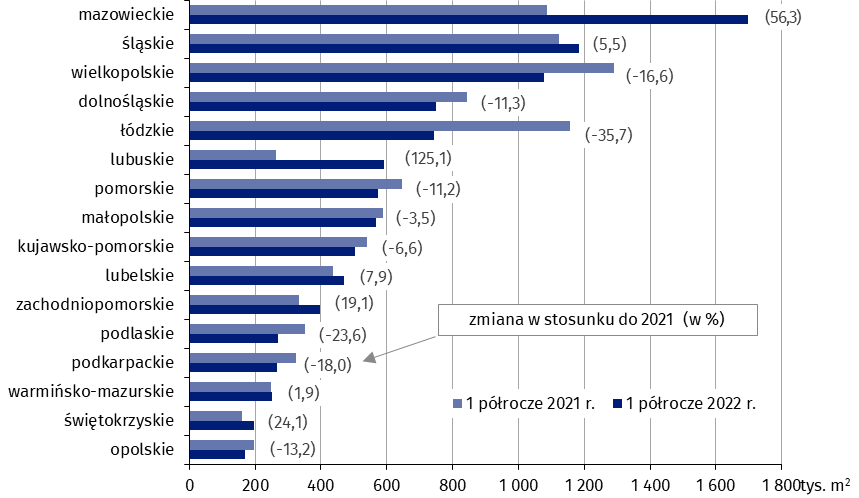 mazowieckie (56,3)
śląskie (5,5)
wielkopolskie (-16,6)
dolnośląskie (-11,3)
łódzkie (-35,7)
lubuskie (125,1)
pomorskie (-11,2)
małopolskie (-3,5)
kujawsko-pomorskie (-6,6)
lubelskie (7,9)
zachodniopomorskie (19,1)
zmiana w stosunku do 2021 (w %)
podlaskie (-23,6)
podkarpackie (-18,0)
warmińsko-mazurskie (1,9)
1 półrocze 2021 r. 1 półrocze 2022 r.
świętokrzyskie (24,1)
opolskie (-13,2)
0 200 400 600 800 1 000 1 200 1 400 1 600 1 800 tys. m²